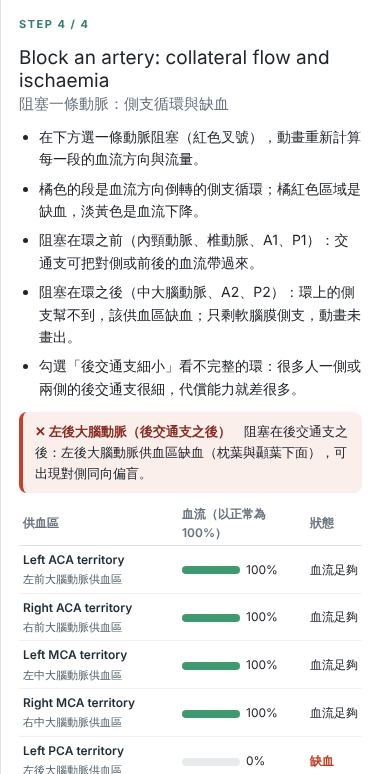 STEP 4 / 4
Block an artery: collateral flow and
ischaemia
阻塞一條動脈：側支循環與缺血
在下方選一條動脈阻塞（紅色叉號），動畫重新計算
每一段的血流方向與流量。
橘色的段是血流方向倒轉的側支循環；橘紅色區域是
缺血，淡黃色是血流下降。
阻塞在環之前（內頸動脈、椎動脈、A1、P1）：交
通支可把對側或前後的血流帶過來。
阻塞在環之後（中大腦動脈、A2、P2）：環上的側
支幫不到，該供血區缺血；只剩軟腦膜側支，動畫未
畫出。
勾選「後交通支細小」看不完整的環：很多人一側或
兩側的後交通支很細，代償能力就差很多。
✕ 左後大腦動脈（後交通支之後） 阻塞在後交通支之
後：左後大腦動脈供血區缺血（枕葉與顳葉下面），可
出現對側同向偏盲。
供血區 血流（以正常為 狀態
100%）
Left ACA territory
左前大腦動脈供血區 100% 血流足夠
Right ACA territory
右前大腦動脈供血區 100% 血流足夠
Left MCA territory
左中大腦動脈供血區 100% 血流足夠
Right MCA territory
右中大腦動脈供血區 100% 血流足夠
Left PCA territory
左後大腦動脈供血區 0% 缺血